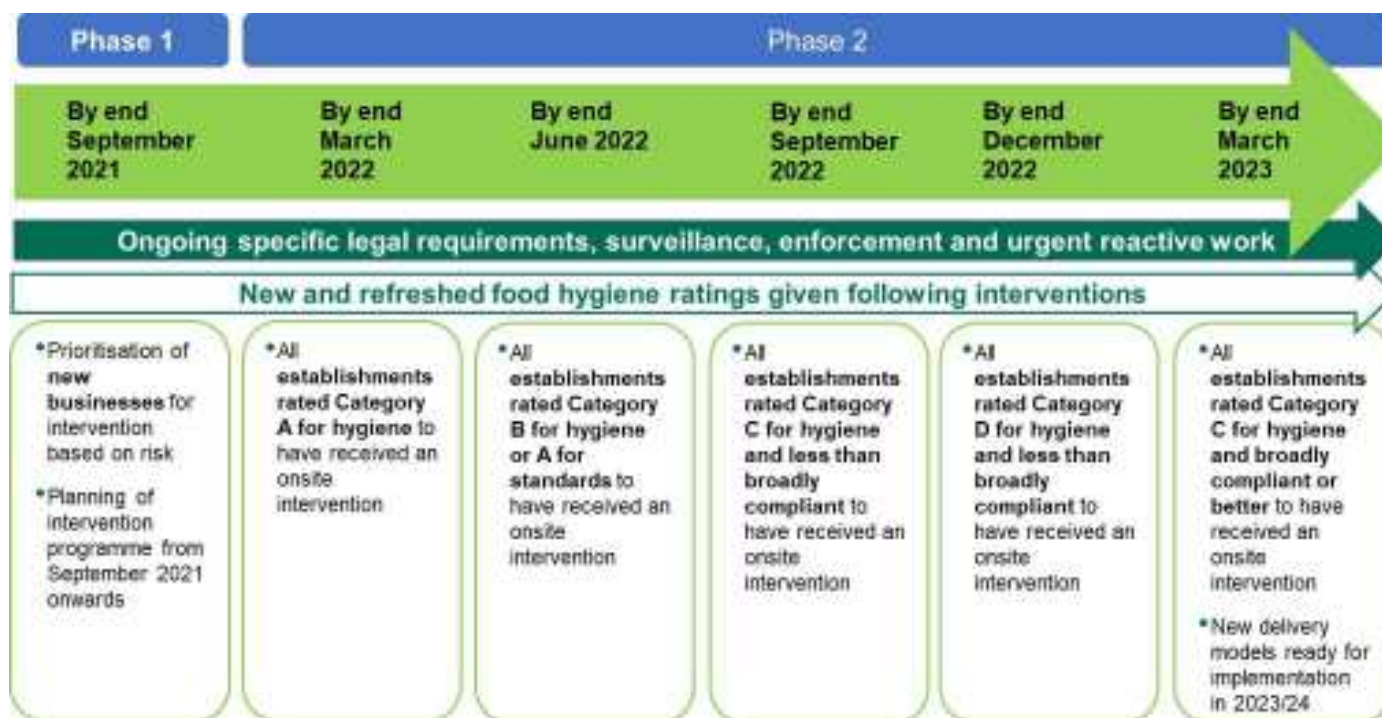 Phase 1
Phase 2
By end
September
2021
By end
March
2022
By end
June 2022
By end
September
2022
By end
December
2022
By end
March
2023
Ongoing specific legal requirements, surveillance, enforcement and urgent reactive work
New and refreshed food hygiene ratings given following interventions
•Prioritisation of
new
businesses for
intervention
based on risk
•Planning of
intervention
programme from
September 2021
onwards
•All
establishments
rated Category
A for hygiene to
have received an
onsite
intervention
•All
establishments
rated Category
B for hygiene
or A for
standards to
have received an
onsite
intervention
•All
establishments
rated Category
C for hygiene
and less than
broadly
compliant to
have received an
onsite
intervention
•All
establishments
rated Category
D for hygiene
and less than
broadly
compliant to
have received an
onsite
intervention
•All
establishments
rated Category
C for hygiene
and broadly
compliant or
better to have
received an
onsite
intervention
•New delivery
models ready for
implementation
in 2023/24